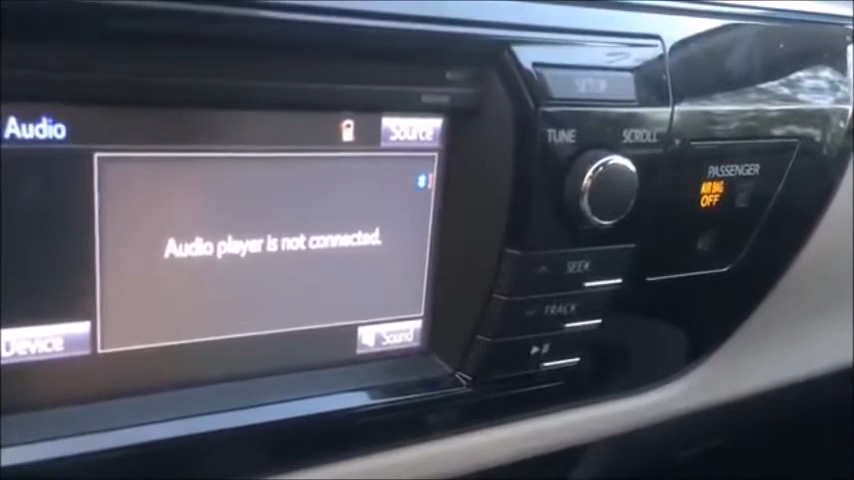 Audio
Source
Audio player is not connected.
Device
Sound
SETUP
TUNE SCROLL
SEEK
TRACK
PASSENGER
AIR BAG
OFF